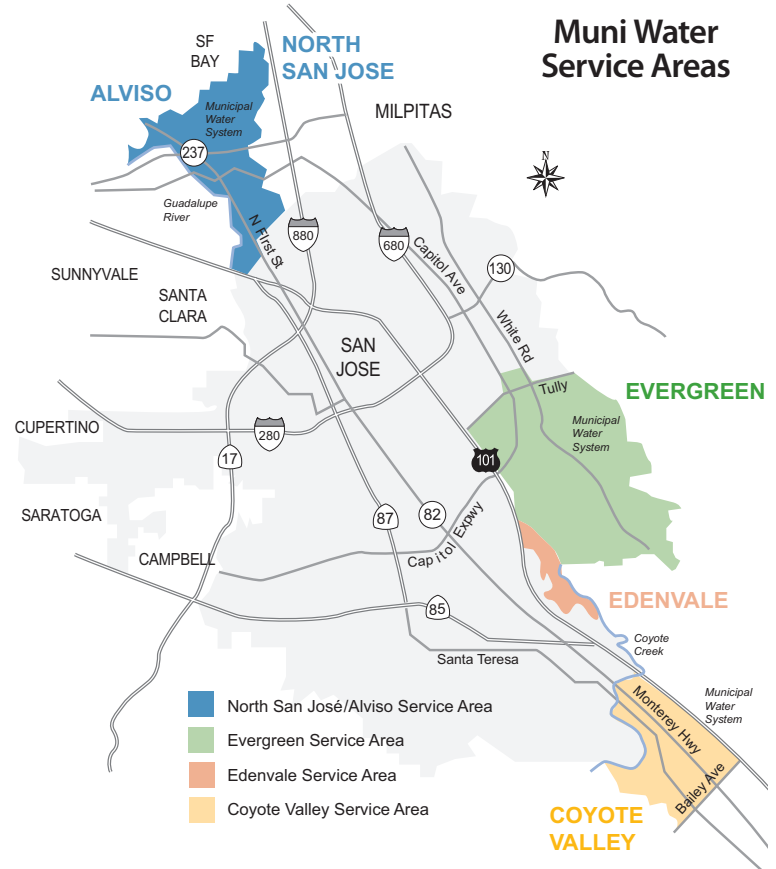 Muni Water
Service Areas
SF
BAY
NORTH
SAN JOSE
ALVISO
Municipal
Water
System
MILPITAS
237
N
Guadalupe
River
N FIrst St
880
680
Capitol Ave
130
SUNNYVALE
SANTA
CLARA
White Rd
SAN
JOSE
Tully
EVERGREEN
Municipal
Water
System
CUPERTINO
280
17
101
SARATOGA
87
82
Capitol Expwy
CAMPBELL
85
EDENVALE
Coyote
Creek
Santa Teresa
Municipal
Water
System
Monterey Hwy
Bailey Ave
North San José/Alviso Service Area
Evergreen Service Area
Edenvale Service Area
Coyote Valley Service Area
COYOTE
VALLEY